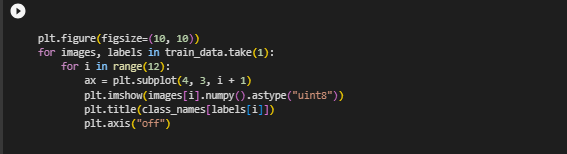 plt.figure(figsize=(10, 10))
for images, labels in train_data.take(1):
    for i in range(12):
        ax = plt.subplot(4, 3, i + 1)
        plt.imshow(images[i].numpy().astype("uint8"))
        plt.title(class_names[labels[i]])
        plt.axis("off")